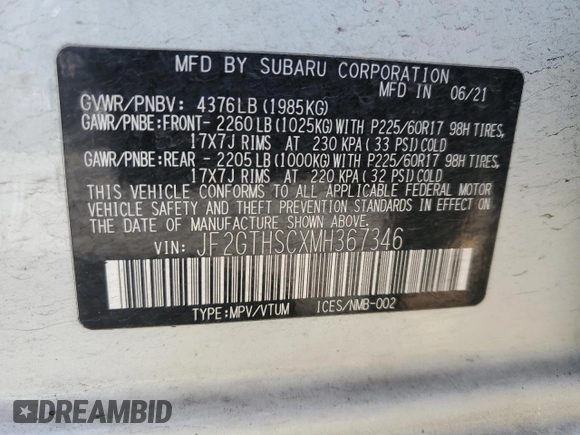 MFD BY SUBARU CORPORATION
MFD IN 06/21
GVWR/PNBV: 4376LB (1985KG)
GAWR/PNBE:FRONT- 2260LB (1025KG) WITH P225/60R17 98H TIRES,
17X7J RIMS AT 230 KPA ( 33 PSI) COLD
GAWR/PNBE:REAR - 2205LB (1000KG) WITH P225/60R17 98H TIRES,
17X7J RIMS AT 220 KPA ( 32 PSI) COLD
THIS VEHICLE CONFORMS TO ALL APPLICABLE FEDERAL MOTOR
VEHICLE SAFETY AND THEFT PREVENTION STANDARDS IN EFFECT ON
THE DATE OF MANUFACTURE SHOWN ABOVE.
VIN: JF2GTHSCXMH367346
TYPE:MPV/VTUM ICES/NMB-002
DREAMBID